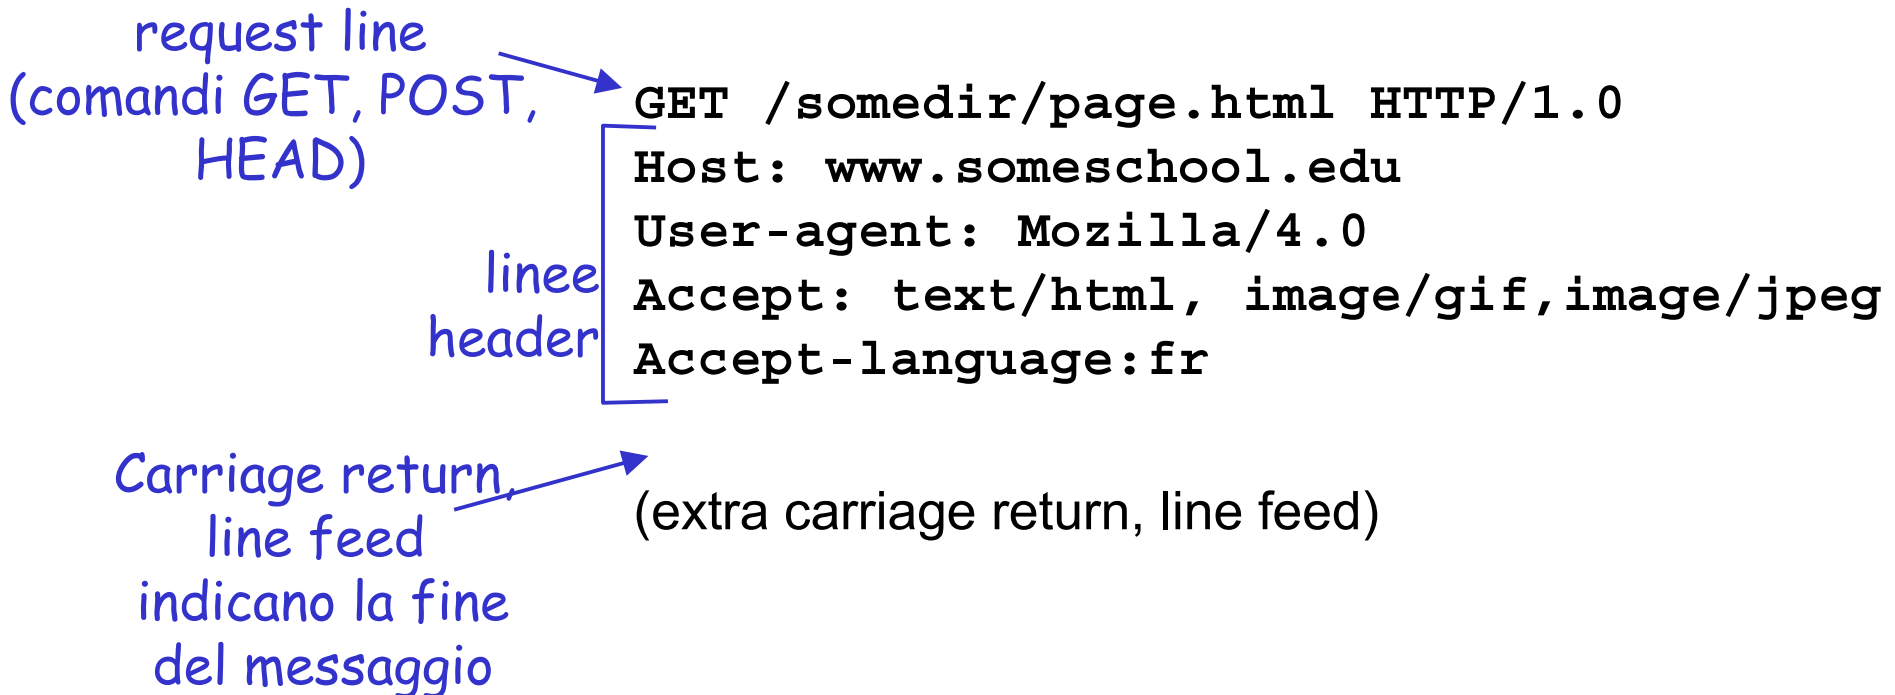 request line
(comandi GET, POST,
HEAD)
GET /somedir/page.html HTTP/1.0
Host: www.someschool.edu
User-agent: Mozilla/4.0
Accept: text/html, image/gif,image/jpeg
Accept-language:fr
linee
header
Carriage return,
line feed
indicano la fine
del messaggio
(extra carriage return, line feed)